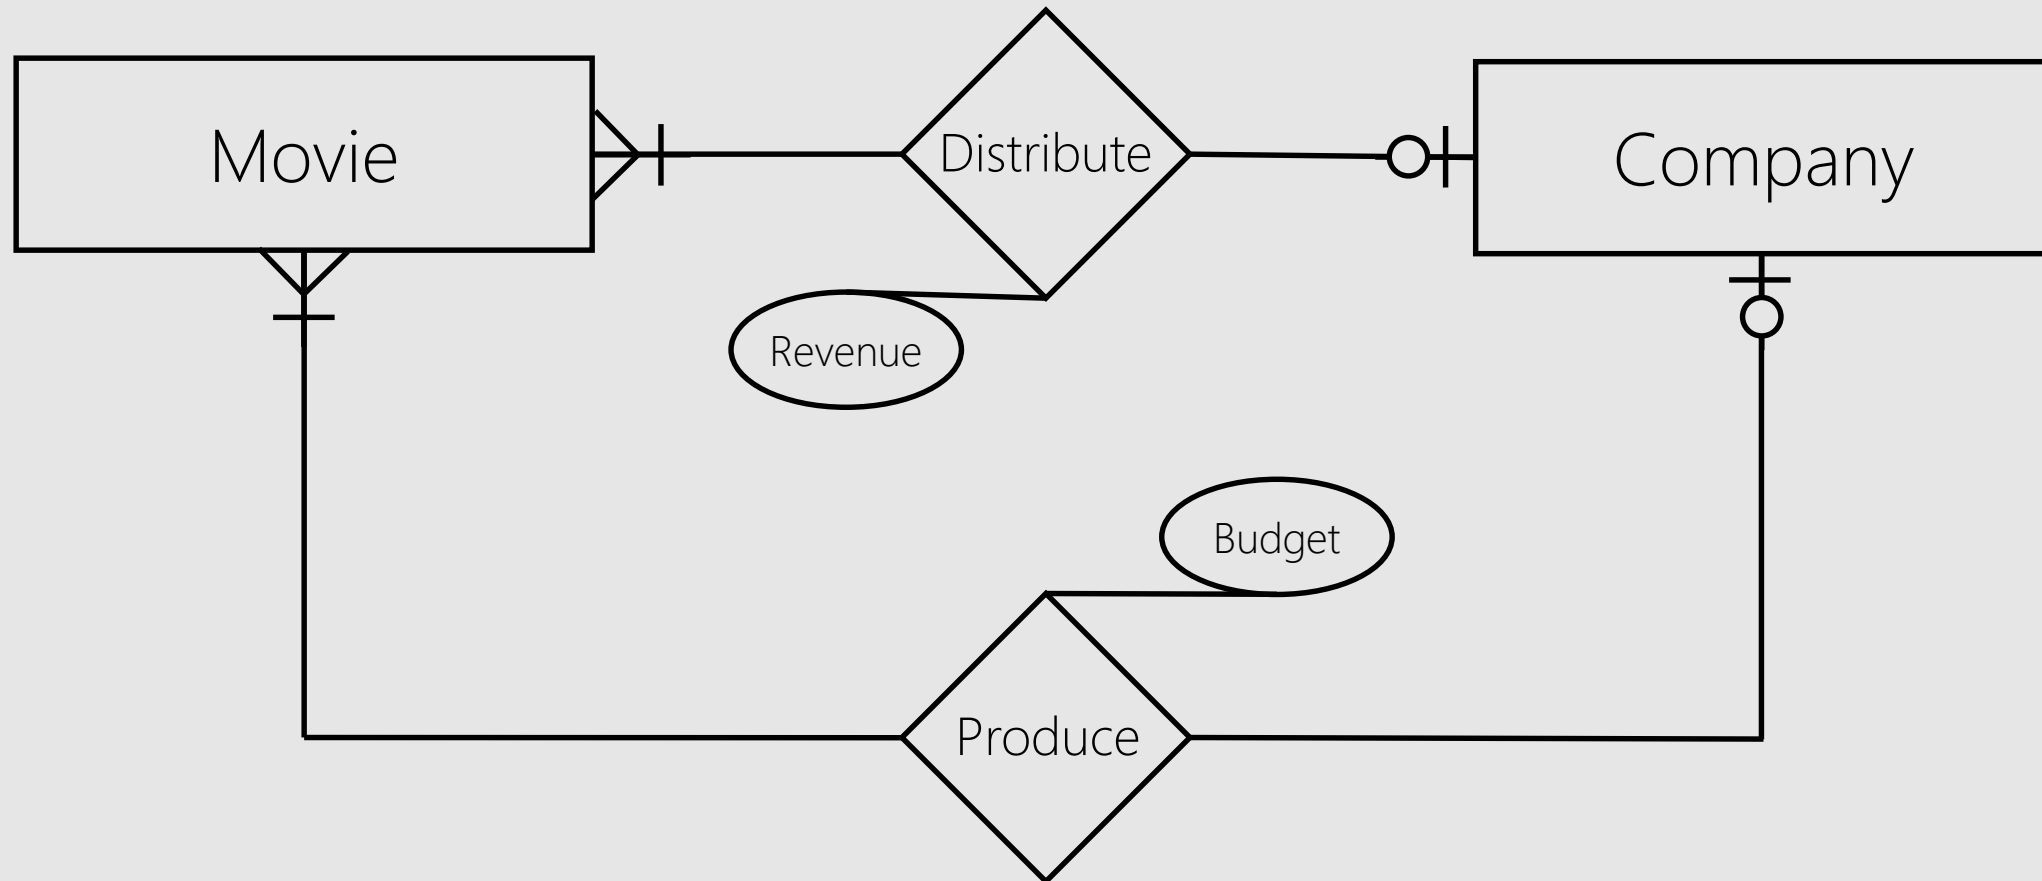 Movie
Distribute
Company
Revenue
Budget
Produce